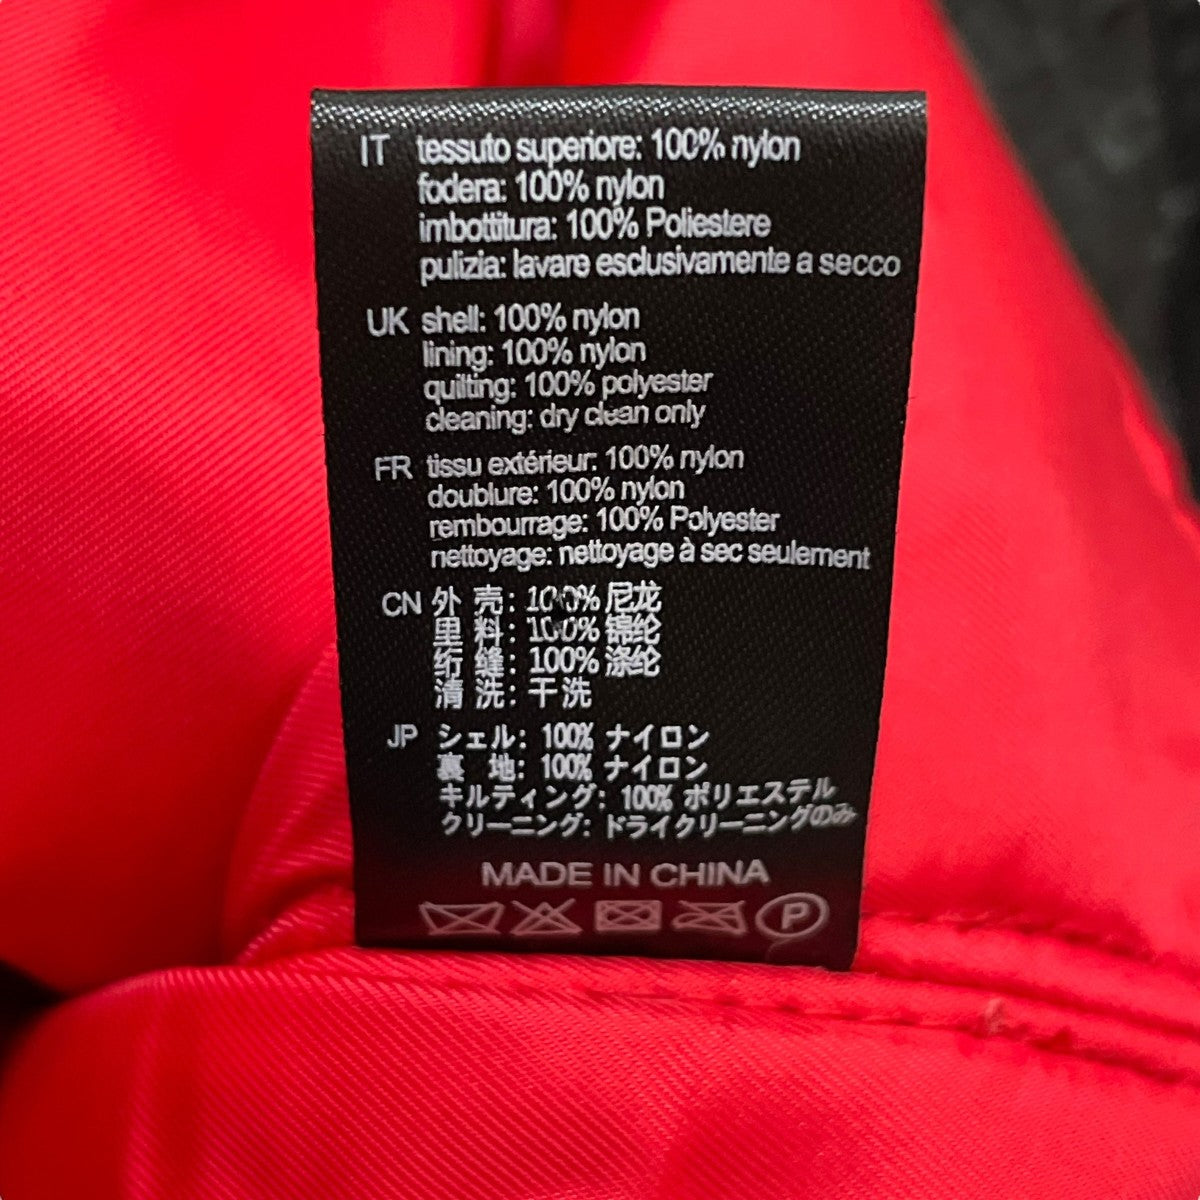 IT tessuto superiore: 100% nylon
fodera: 100% nylon
imbottitura: 100% Poliestere
pulizia: lavare esclusivamente a secco
UK shell: 100% nylon
lining: 100% nylon
quilting: 100% polyester
cleaning: dry clean only
FR tissu extérieur: 100% nylon
doublure: 100% nylon
rembourrage: 100% Polyester
nettoyage: nettoyage à sec seulement
CN 外 壳: 100% 尼龙
里 料: 100% 锦纶
绗 缝: 100% 涤纶
清 洗: 干洗
JP シェル: 100% ナイロン
裏 地: 100% ナイロン
キルティング: 100% ポリエステル
クリーニング: ドライクリーニングのみ
MADE IN CHINA
P